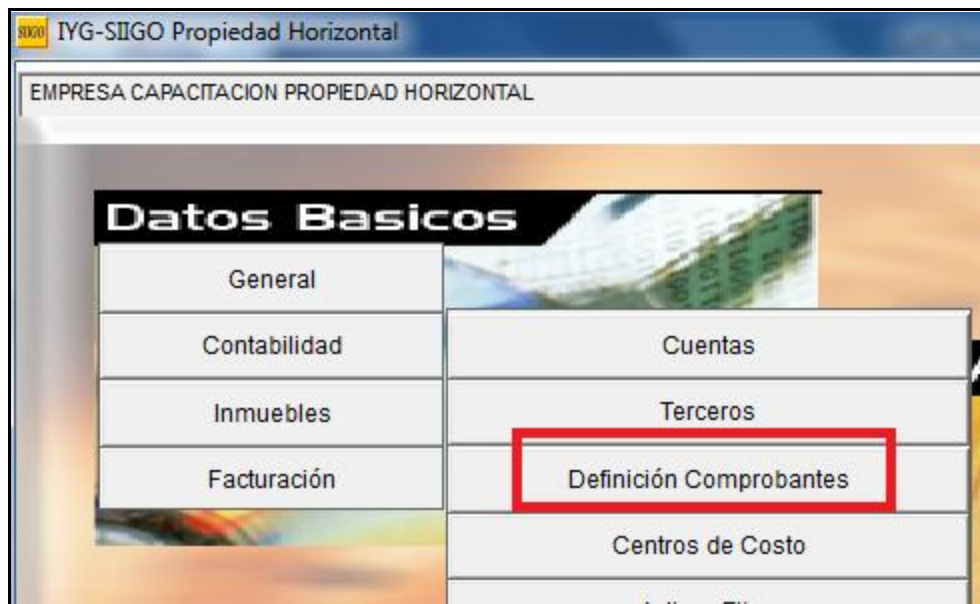 SIIGO IYG-SIIGO Propiedad Horizontal
EMPRESA CAPACITACION PROPIEDAD HORIZONTAL
Datos Basicos
General
Contabilidad
Cuentas
Inmuebles
Terceros
Facturación
Definición Comprobantes
Centros de Costo